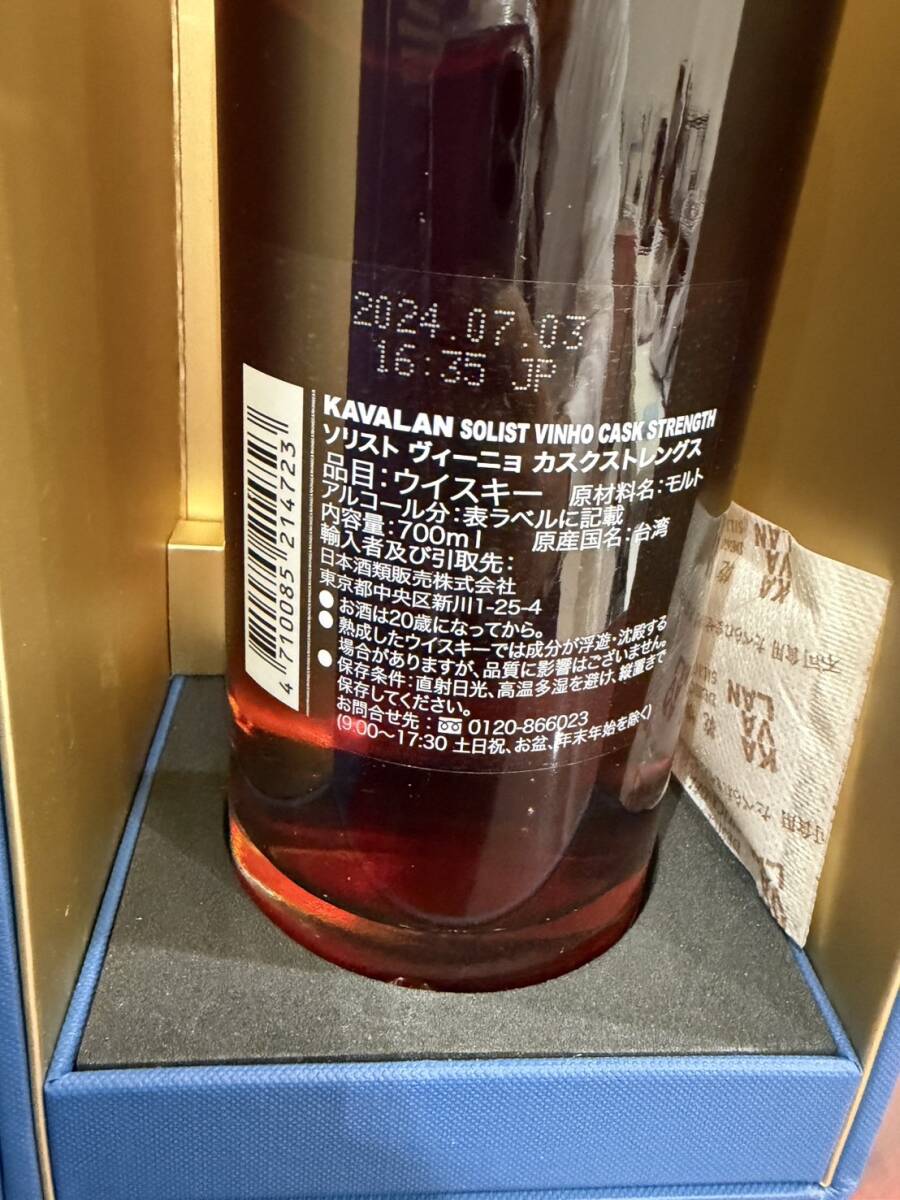 2024.07.03
16:35 JP
KAVALAN SOLIST VINHO CASK STRENGTH
ソリスト ヴィーニョ カスクストレングス
品目:ウイスキー 原材料名:モルト
アルコール分:表ラベルに記載
内容量:700ml 原産国名:台湾
輸入者及び引取先:
日本酒類販売株式会社
東京都中央区新川1-25-4
●お酒は20歳になってから。
●熟成したウイスキーでは成分が浮遊・沈殿する
場合がありますが、品質に影響はございません。
●保存条件:直射日光、高温多湿を避け、縦置きで
保存してください。
お問合せ先: 0120-866023
(9:00〜17:30 土日祝、お盆、年末年始を除く)
4 710085 214723
KA
VA
LAN
不可食用
KA
VA
LAN